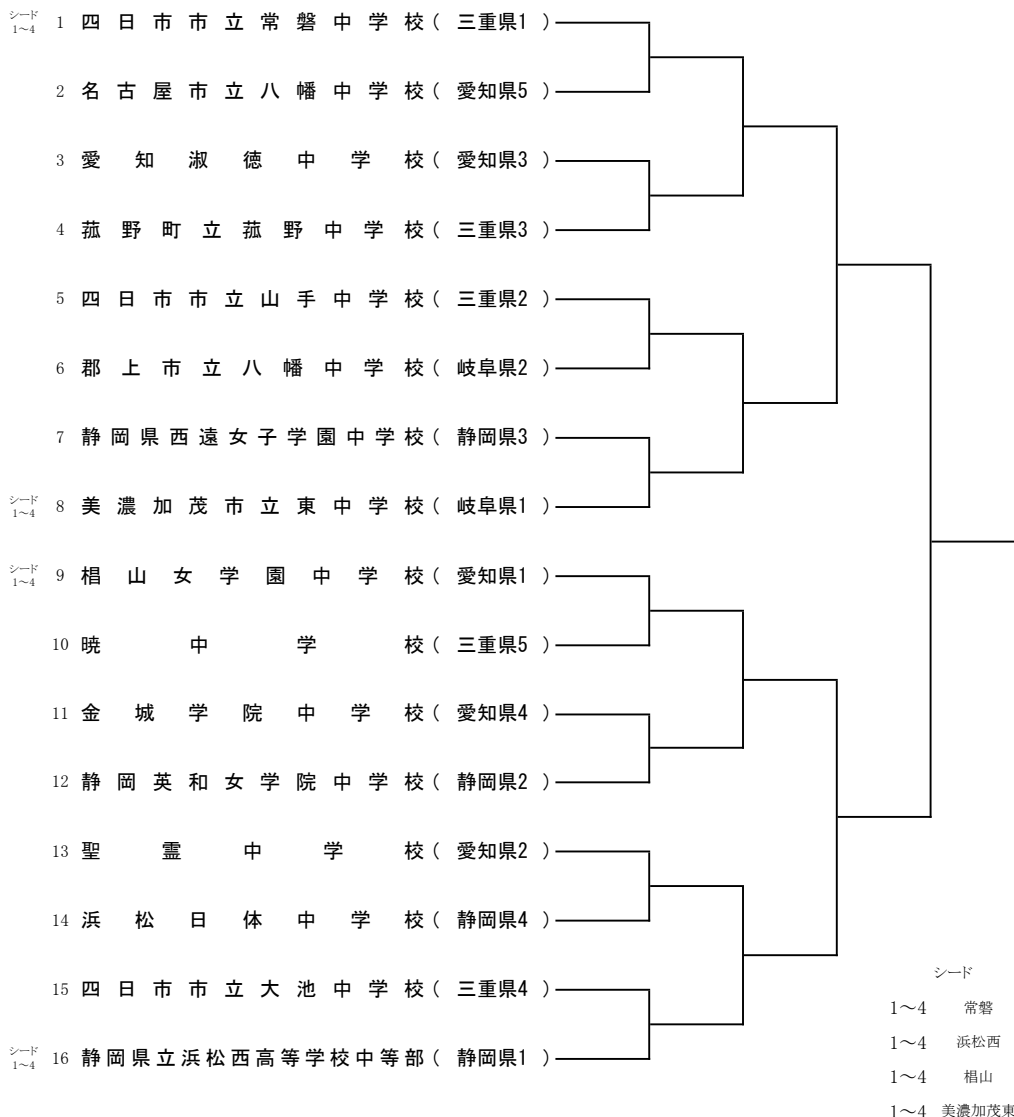 シード 1～4 1 四日市市立常磐中学校( 三重県1 )
2 名古屋市立八幡中学校( 愛知県5 )
3 愛知淑徳中学校( 愛知県3 )
4 菰野町立菰野中学校( 三重県3 )
5 四日市市立山手中学校( 三重県2 )
6 郡上市立八幡中学校( 岐阜県2 )
7 静岡県西遠女子学園中学校( 静岡県3 )
シード 1～4 8 美濃加茂市立東中学校( 岐阜県1 )
シード 1～4 9 椙山女学園中学校( 愛知県1 )
10 暁中学校( 三重県5 )
11 金城学院中学校( 愛知県4 )
12 静岡英和女学院中学校( 静岡県2 )
13 聖霊中学校( 愛知県2 )
14 浜松日体中学校( 静岡県4 )
15 四日市市立大池中学校( 三重県4 )
シード 1～4 16 静岡県立浜松西高等学校中等部( 静岡県1 )
シード
1～4 常磐
1～4 浜松西
1～4 椙山
1～4 美濃加茂東